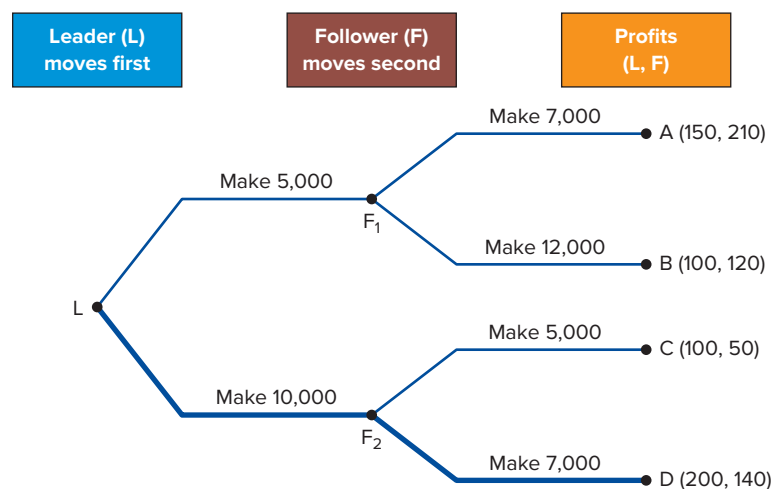 Leader (L)
moves first
Follower (F)
moves second
Profits
(L, F)
Make 7,000
A (150, 210)
Make 5,000
F₁
Make 12,000
B (100, 120)
L
Make 5,000
C (100, 50)
Make 10,000
F₂
Make 7,000
D (200, 140)